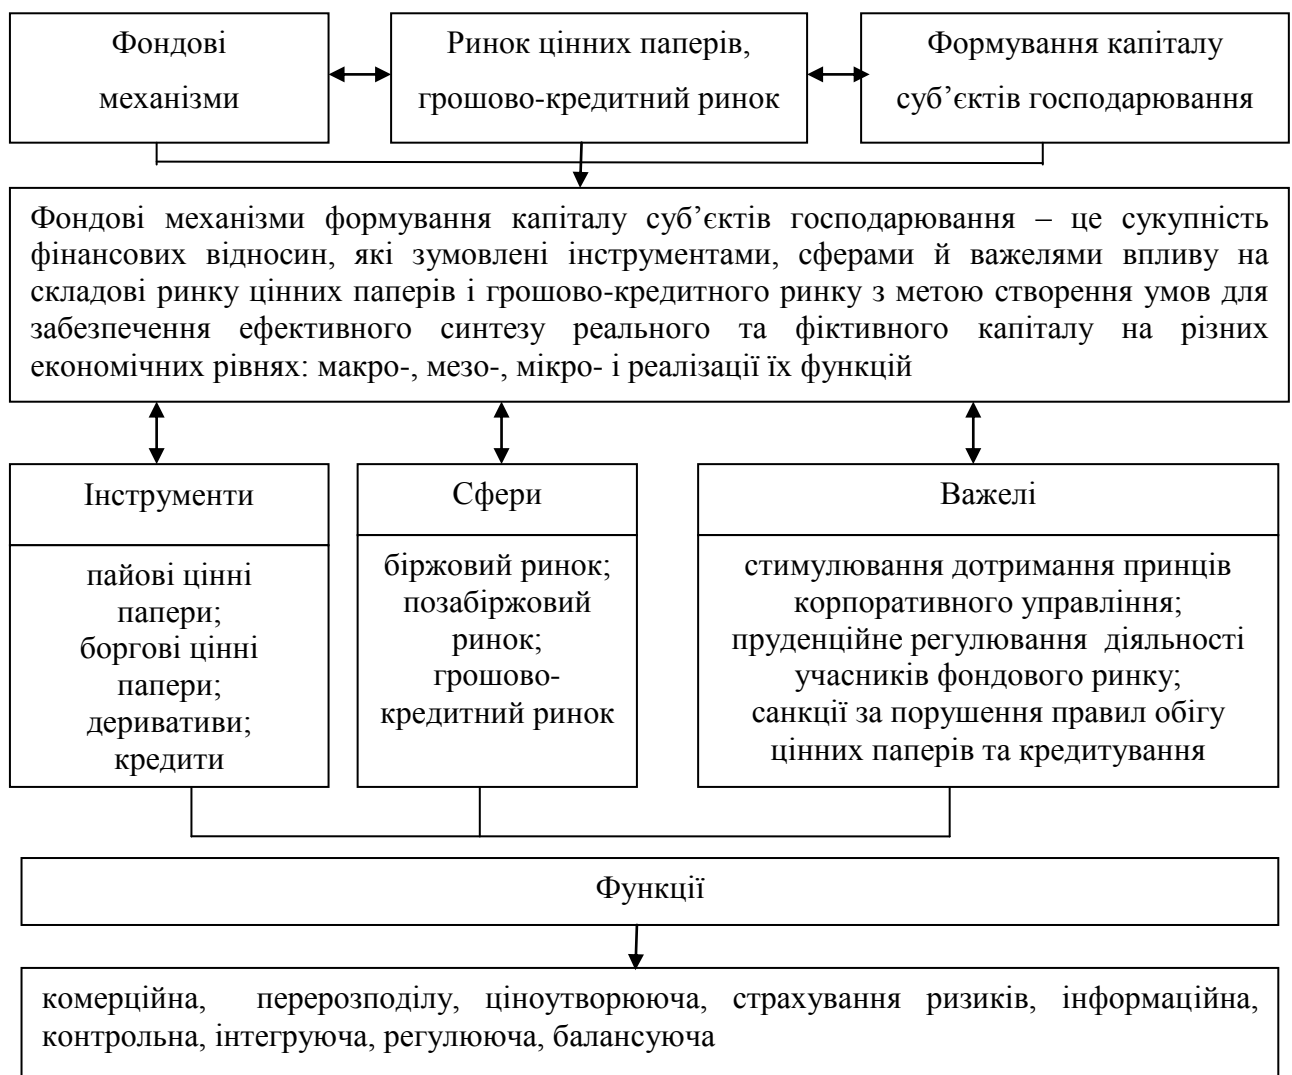 Фондові
механізми
Ринок цінних паперів,
грошово-кредитний ринок
Формування капіталу
суб’єктів господарювання
Фондові механізми формування капіталу суб’єктів господарювання – це сукупність
фінансових відносин, які зумовлені інструментами, сферами й важелями впливу на
складові ринку цінних паперів і грошово-кредитного ринку з метою створення умов для
забезпечення ефективного синтезу реального та фіктивного капіталу на різних
економічних рівнях: макро-, мезо-, мікро- і реалізації їх функцій
Інструменти
пайові цінні
папери;
боргові цінні
папери;
деривативи;
кредити
Сфери
біржовий ринок;
позабіржовий
ринок;
грошово-
кредитний ринок
Важелі
стимулювання дотримання принців
корпоративного управління;
пруденційне регулювання діяльності
учасників фондового ринку;
санкції за порушення правил обігу
цінних паперів та кредитування
Функції
комерційна, перерозподілу, ціноутворююча, страхування ризиків, інформаційна,
контрольна, інтегруюча, регулююча, балансуюча